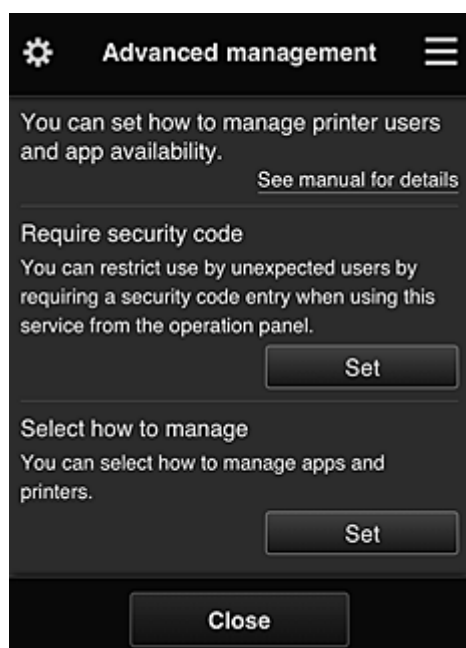 Advanced management
You can set how to manage printer users
and app availability.
See manual for details
Require security code
You can restrict use by unexpected users by
requiring a security code entry when using this
service from the operation panel.
Set
Select how to manage
You can select how to manage apps and
printers.
Set
Close